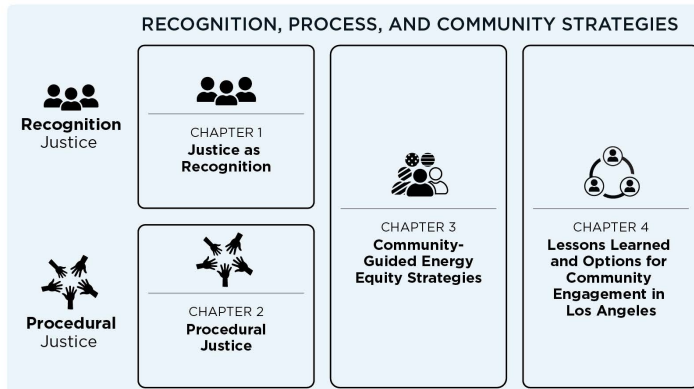 RECOGNITION, PROCESS, AND COMMUNITY STRATEGIES
Recognition
Justice
CHAPTER 1
Justice as
Recognition
Procedural
Justice
CHAPTER 2
Procedural
Justice
CHAPTER 3
Community-
Guided Energy
Equity Strategies
CHAPTER 4
Lessons Learned
and Options for
Community
Engagement in
Los Angeles